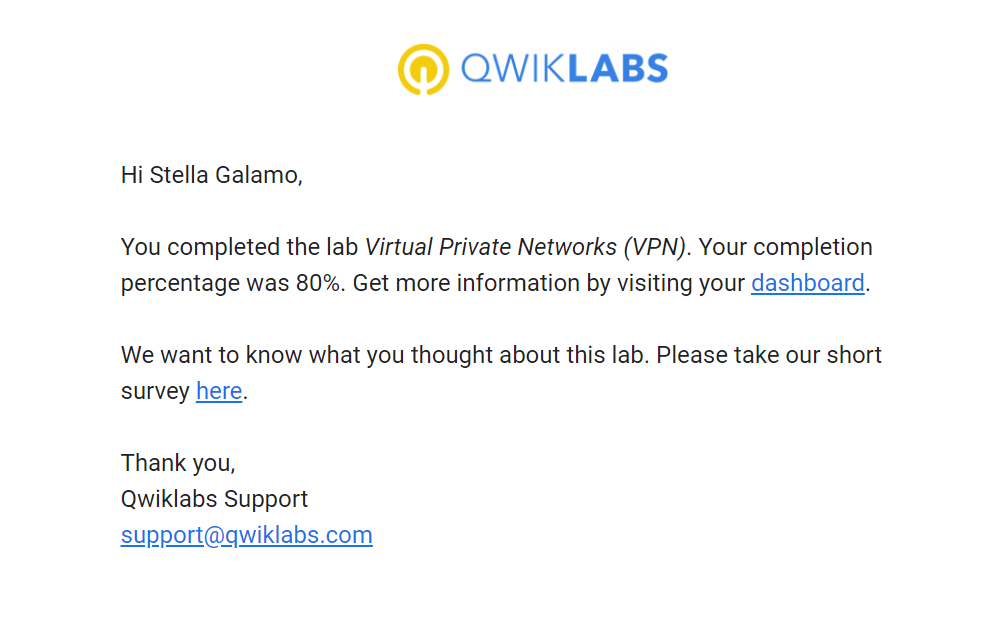 QWIKLABS
Hi Stella Galamo,
You completed the lab Virtual Private Networks (VPN). Your completion
percentage was 80%. Get more information by visiting your dashboard.
We want to know what you thought about this lab. Please take our short
survey here.
Thank you,
Qwiklabs Support
support@qwiklabs.com